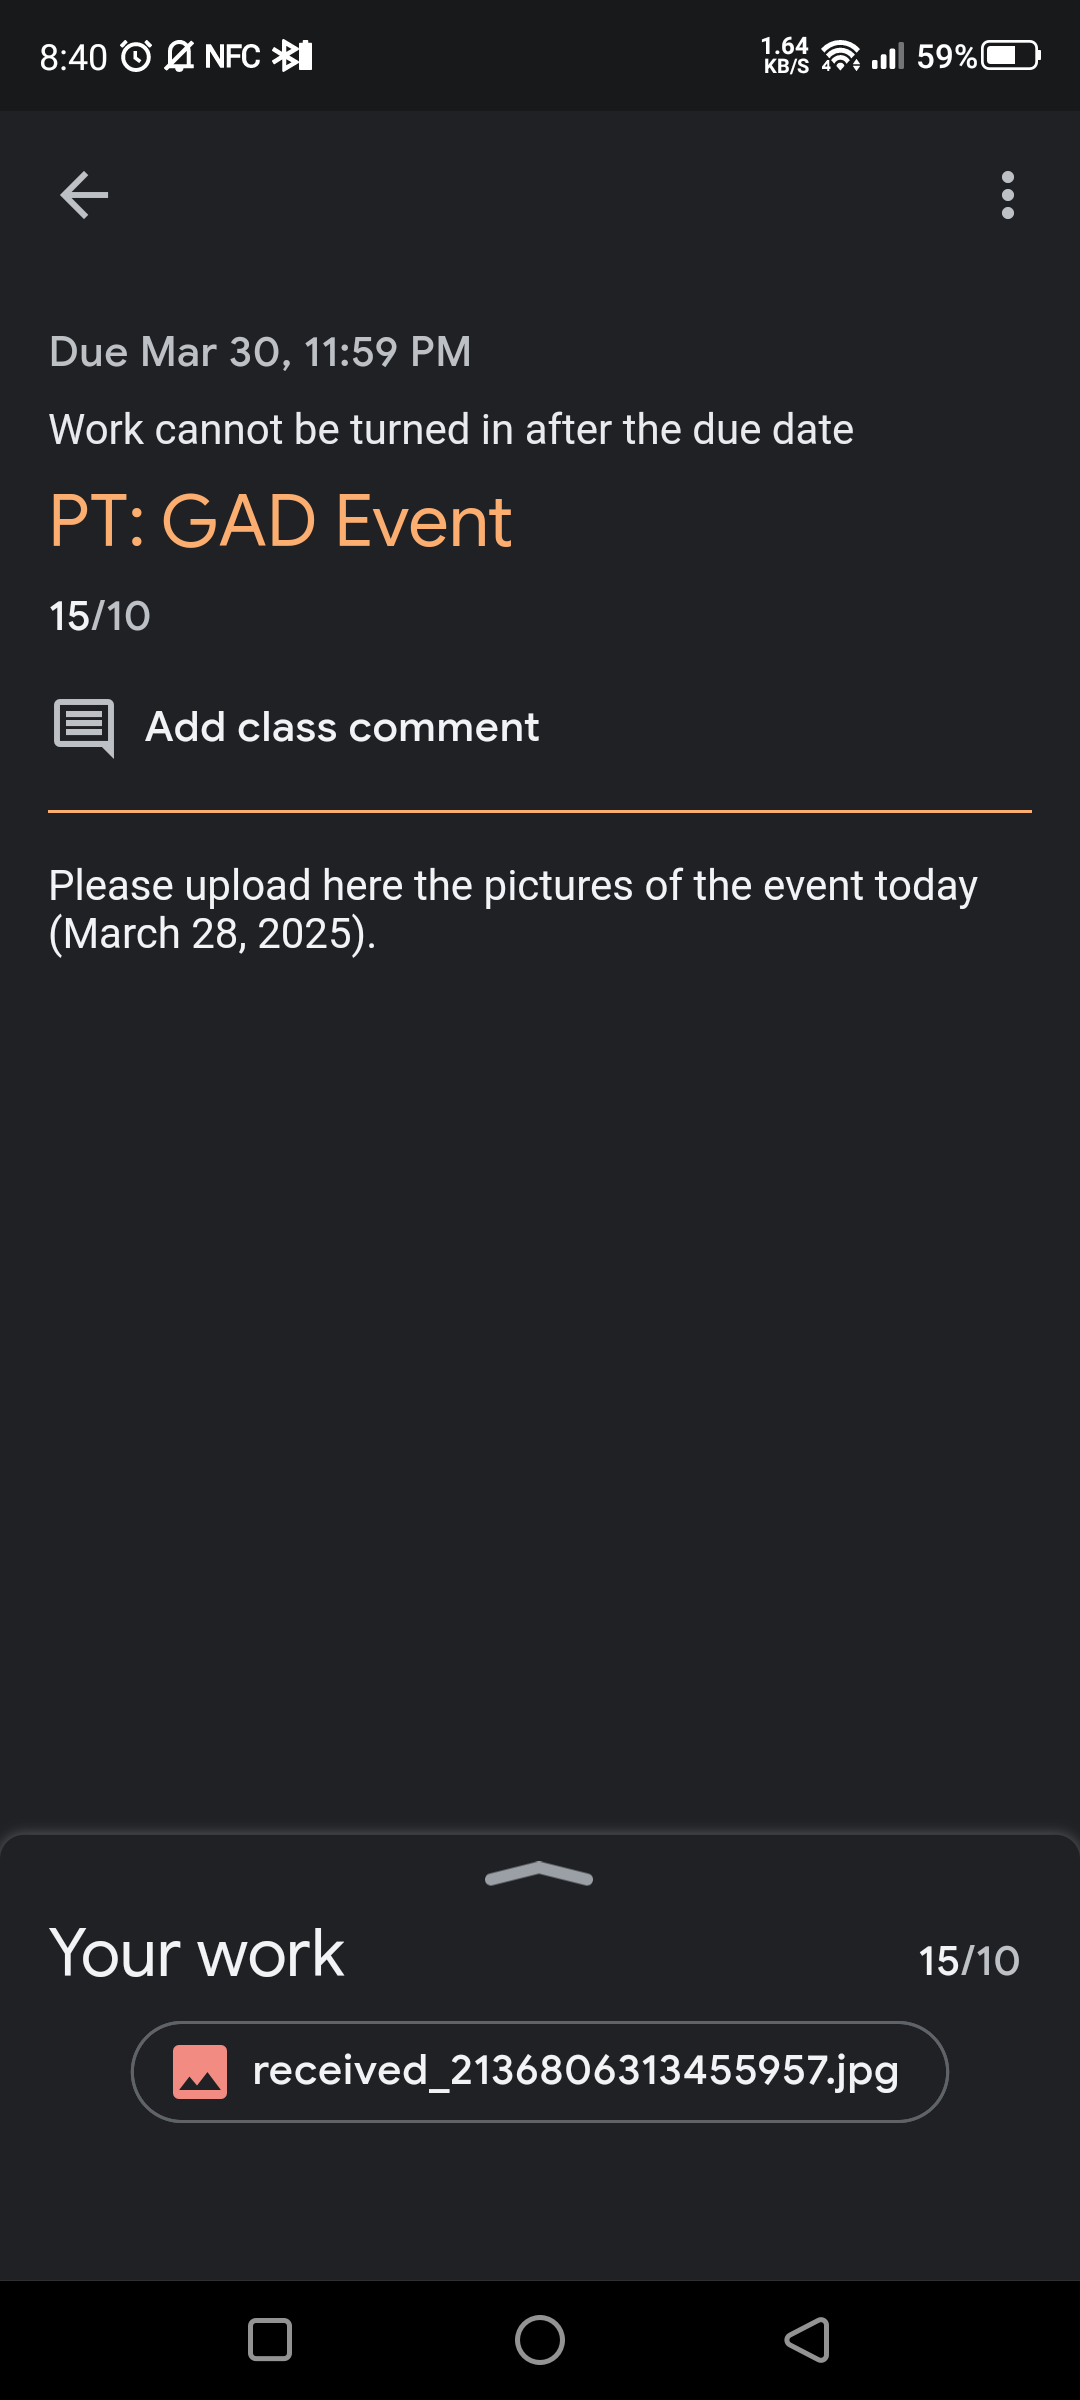 8:40 NFC 1.64 KB/S 4 59%
Due Mar 30, 11:59 PM
Work cannot be turned in after the due date
PT: GAD Event
15/10
Add class comment
Please upload here the pictures of the event today
(March 28, 2025).
Your work 15/10
received_2136806313455957.jpg